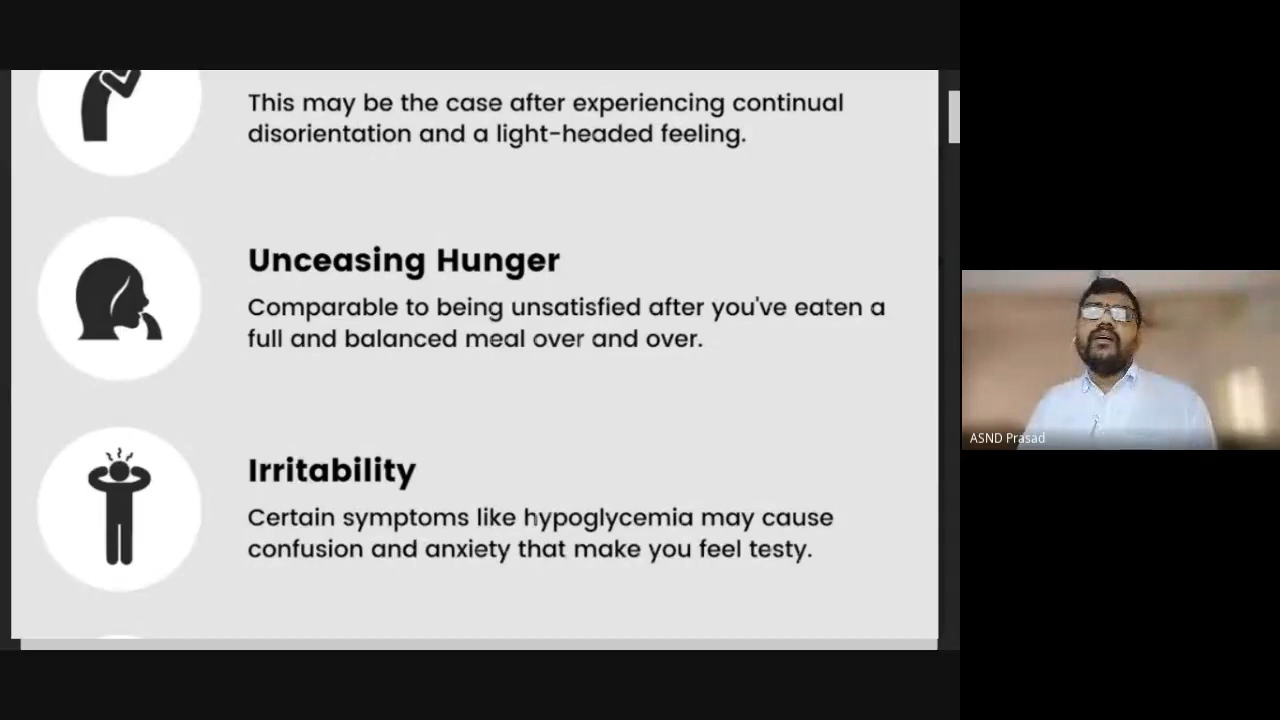 This may be the case after experiencing continual
disorientation and a light-headed feeling.
Unceasing Hunger
Comparable to being unsatisfied after you've eaten a
full and balanced meal over and over.
Irritability
Certain symptoms like hypoglycemia may cause
confusion and anxiety that make you feel testy.
ASND Prasad